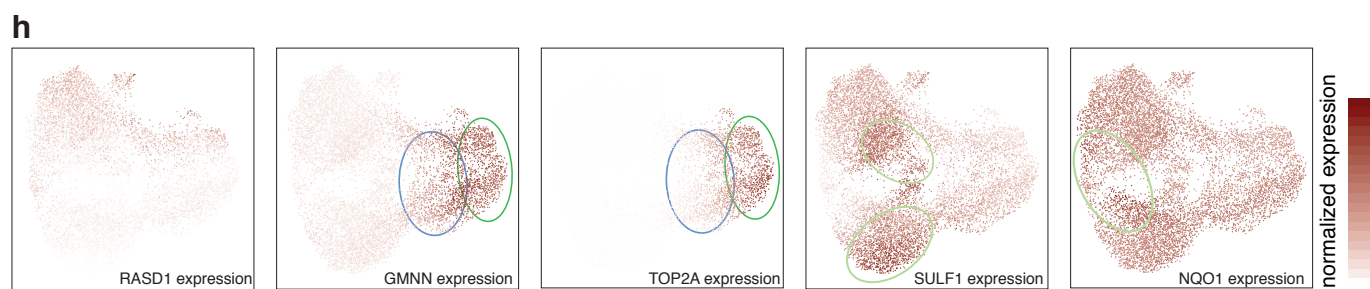 h
RASD1 expression
GMNN expression
TOP2A expression
SULF1 expression
NQO1 expression
normalized expression